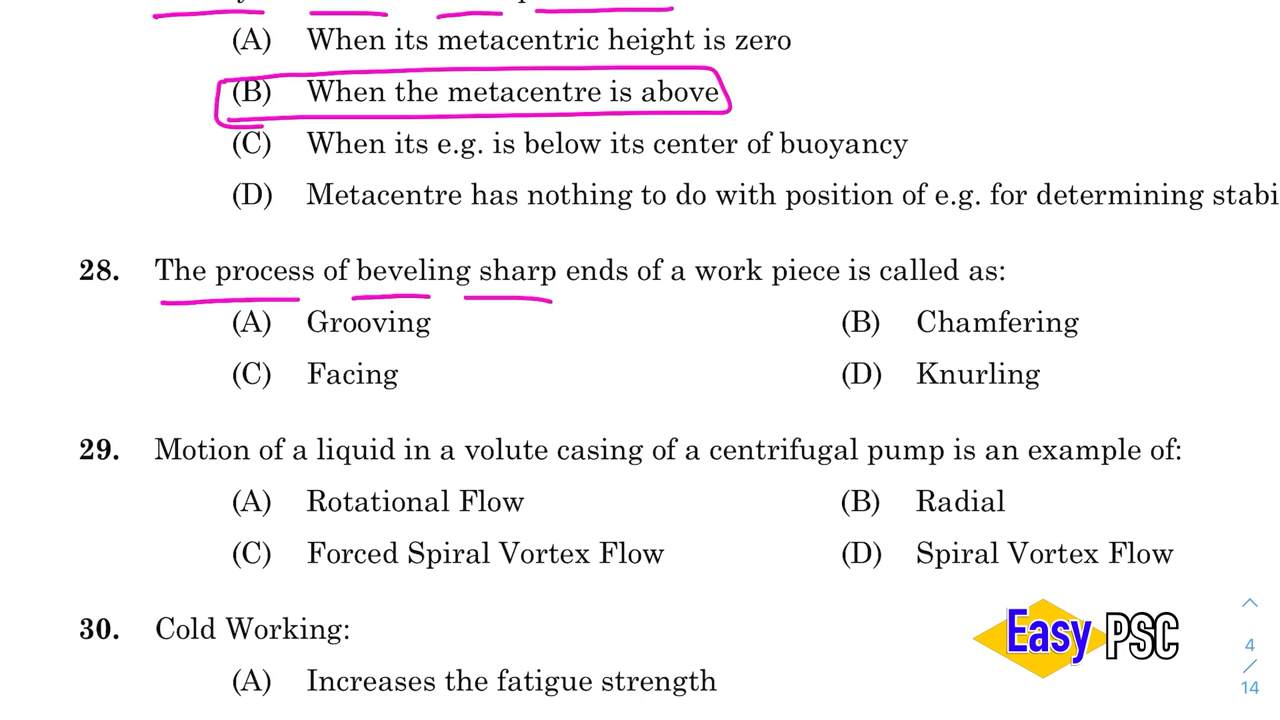 (A) When its metacentric height is zero
(B) When the metacentre is above
(C) When its e.g. is below its center of buoyancy
(D) Metacentre has nothing to do with position of e.g. for determining stabi
28. The process of beveling sharp ends of a work piece is called as:
(A) Grooving (B) Chamfering
(C) Facing (D) Knurling
29. Motion of a liquid in a volute casing of a centrifugal pump is an example of:
(A) Rotational Flow (B) Radial
(C) Forced Spiral Vortex Flow (D) Spiral Vortex Flow
30. Cold Working:
(A) Increases the fatigue strength
Easy PSC
4
/
14